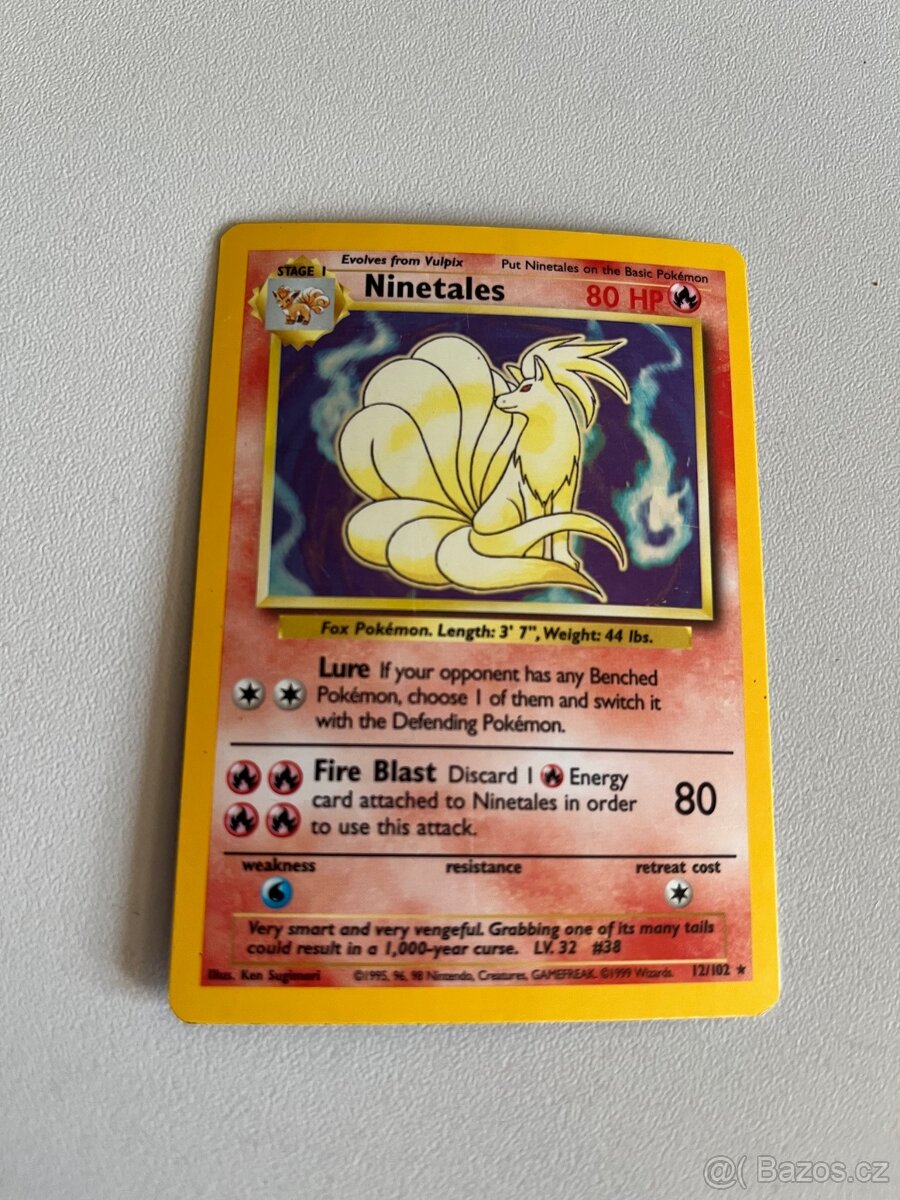 Evolves from Vulpix
Put Ninetales on the Basic Pokémon
STAGE 1
Ninetales
80 HP
Fox Pokémon. Length: 3' 7", Weight: 44 lbs.
Lure If your opponent has any Benched
Pokémon, choose 1 of them and switch it
with the Defending Pokémon.
Fire Blast Discard 1 Energy
card attached to Ninetales in order
to use this attack.
80
weakness
resistance
retreat cost
Very smart and very vengeful. Grabbing one of its many tails
could result in a 1,000-year curse. LV. 32 #38
Illus. Ken Sugimori
©1995, 96, 98 Nintendo, Creatures, GAMEFREAK. ©1999 Wizards.
12/102 ★
@( Bazos.cz